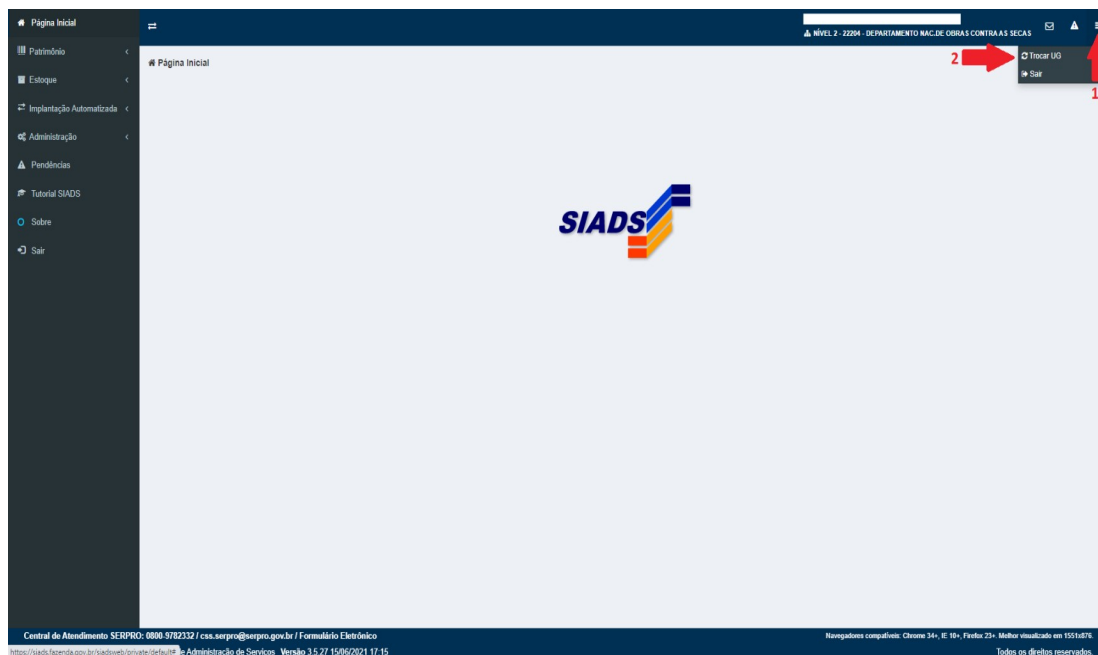 Página Inicial
NÍVEL 2 - 22204 - DEPARTAMENTO NAC.DE OBRAS CONTRA AS SECAS
Patrimônio
Estoque
Implantação Automatizada
Administração
Pendências
Tutorial SIADS
Sobre
Sair
Página Inicial
2
Trocar UG
Sair
1
SIADS
Central de Atendimento SERPRO: 0800-9782332 / css.serpro@serpro.gov.br / Formulário Eletrônico
Navegadores compatíveis: Chrome 34+, IE 10+, Firefox 23+. Melhor visualizado em 1551x876.
https://siads.fazenda.gov.br/siadsweb/private/default# e Administração de Serviços Versão 3.5.27 15/06/2021 17:15
Todos os direitos reservados.